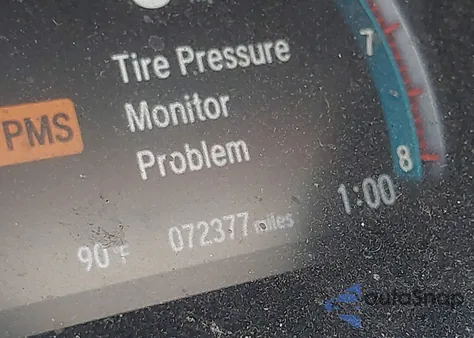 7
Tire Pressure
PMS
Monitor
Problem
8
1:00
90°F
072377 miles
autoSnap